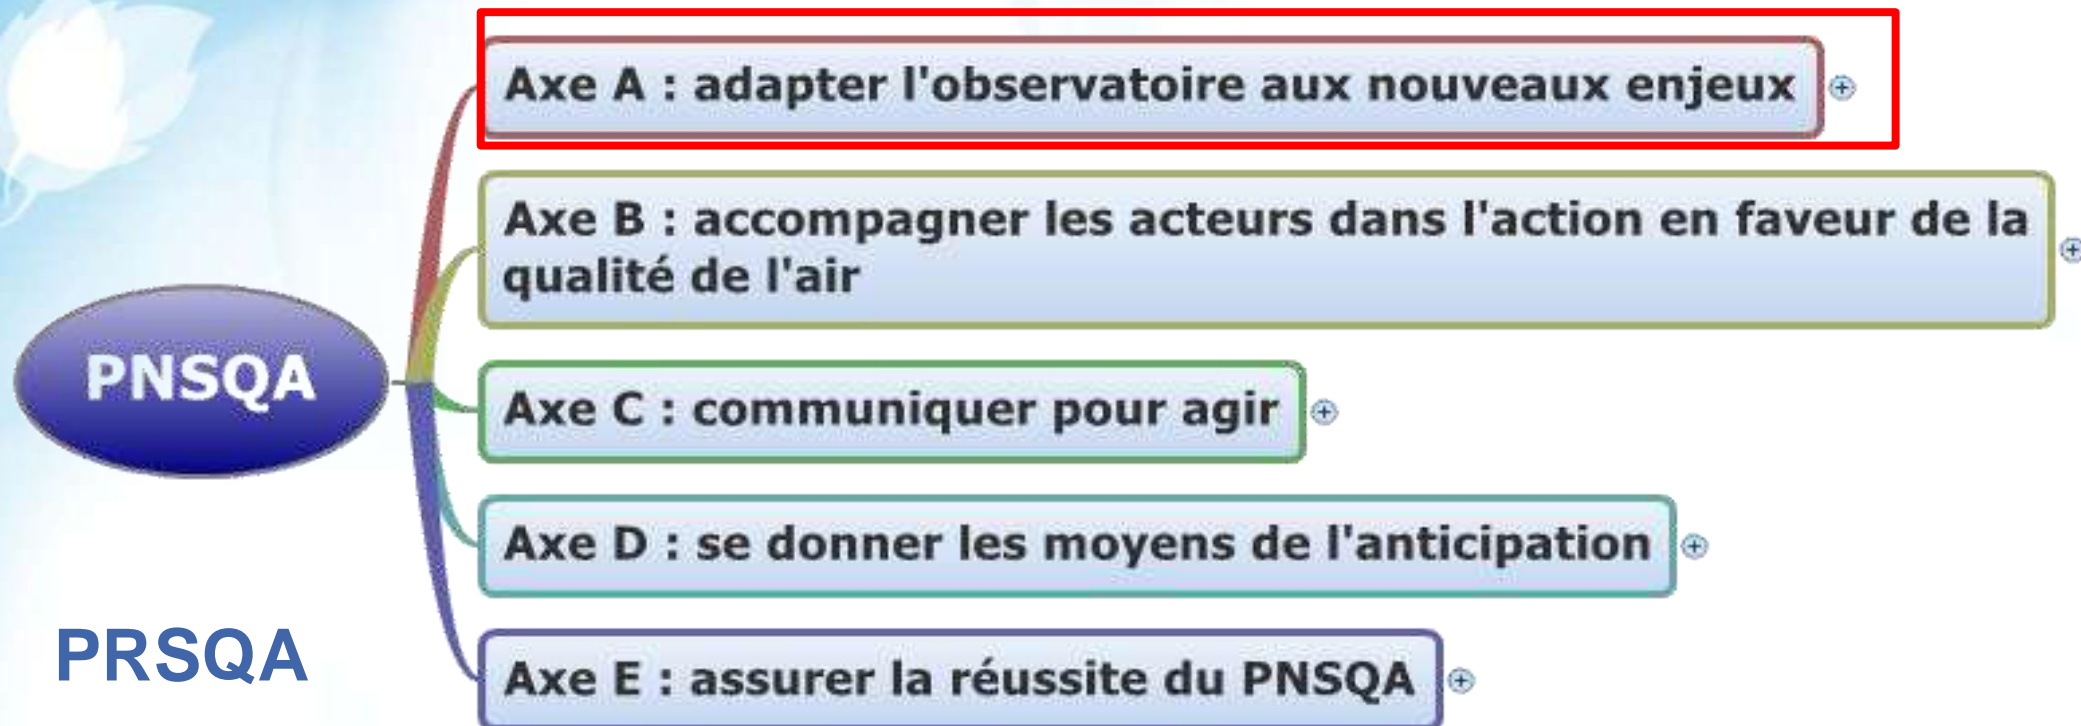 Axe A : adapter l'observatoire aux nouveaux enjeux
Axe B : accompagner les acteurs dans l'action en faveur de la
qualité de l'air
PNSQA
Axe C : communiquer pour agir
Axe D : se donner les moyens de l'anticipation
PRSQA
Axe E : assurer la réussite du PNSQA